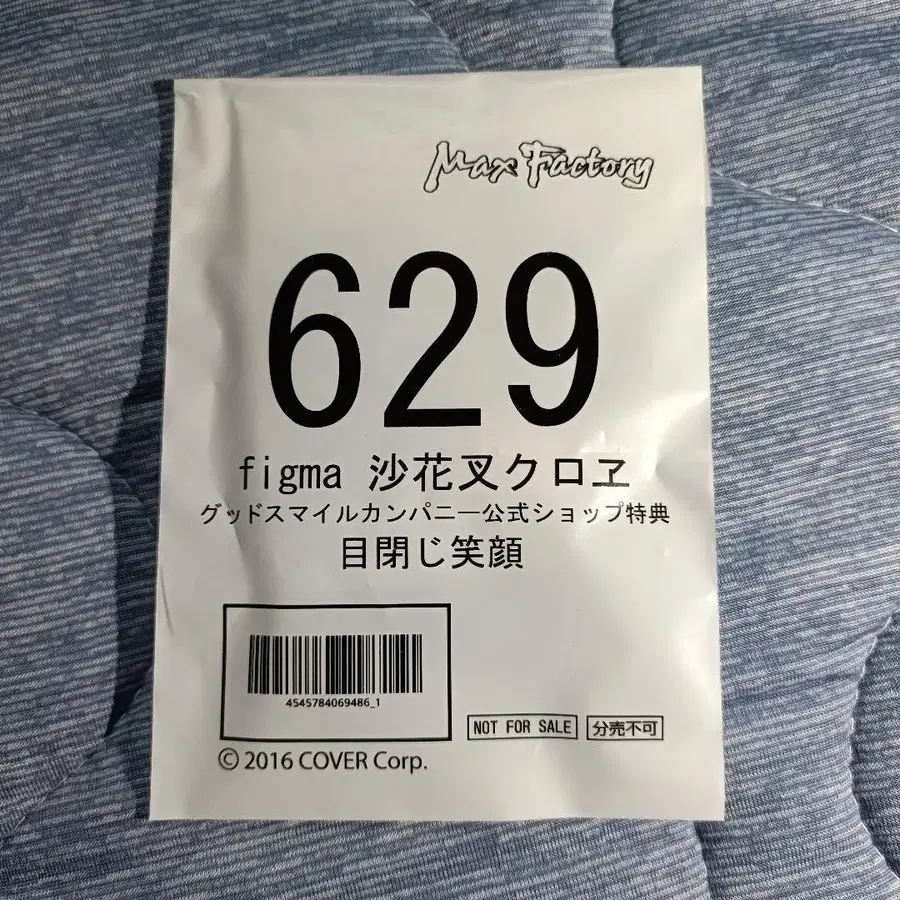 Max Factory
629
figma 沙花叉クロヱ
グッドスマイルカンパニー公式ショップ特典
目閉じ笑顔
4545784069486_1
NOT FOR SALE 分売不可
© 2016 COVER Corp.